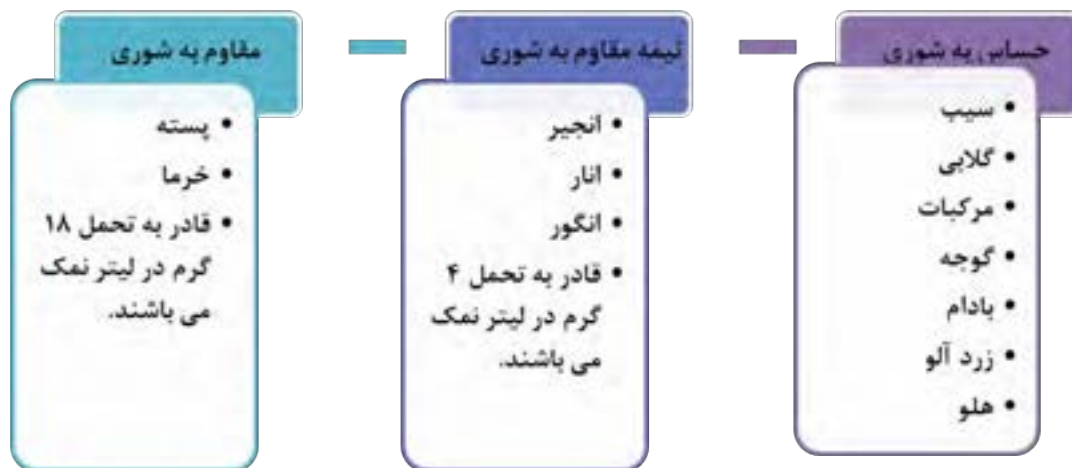 حساس به شوری
• سیب
• گلابی
• مرکبات
• گوجه
• بادام
• زرد آلو
• هلو
نیمه مقاوم به شوری
• انجیر
• انار
• انگور
• قادر به تحمل ۴
گرم در لیتر نمک
می باشند.
مقاوم به شوری
• پسته
• خرما
• قادر به تحمل ۱۸
گرم در لیتر نمک
می باشند.